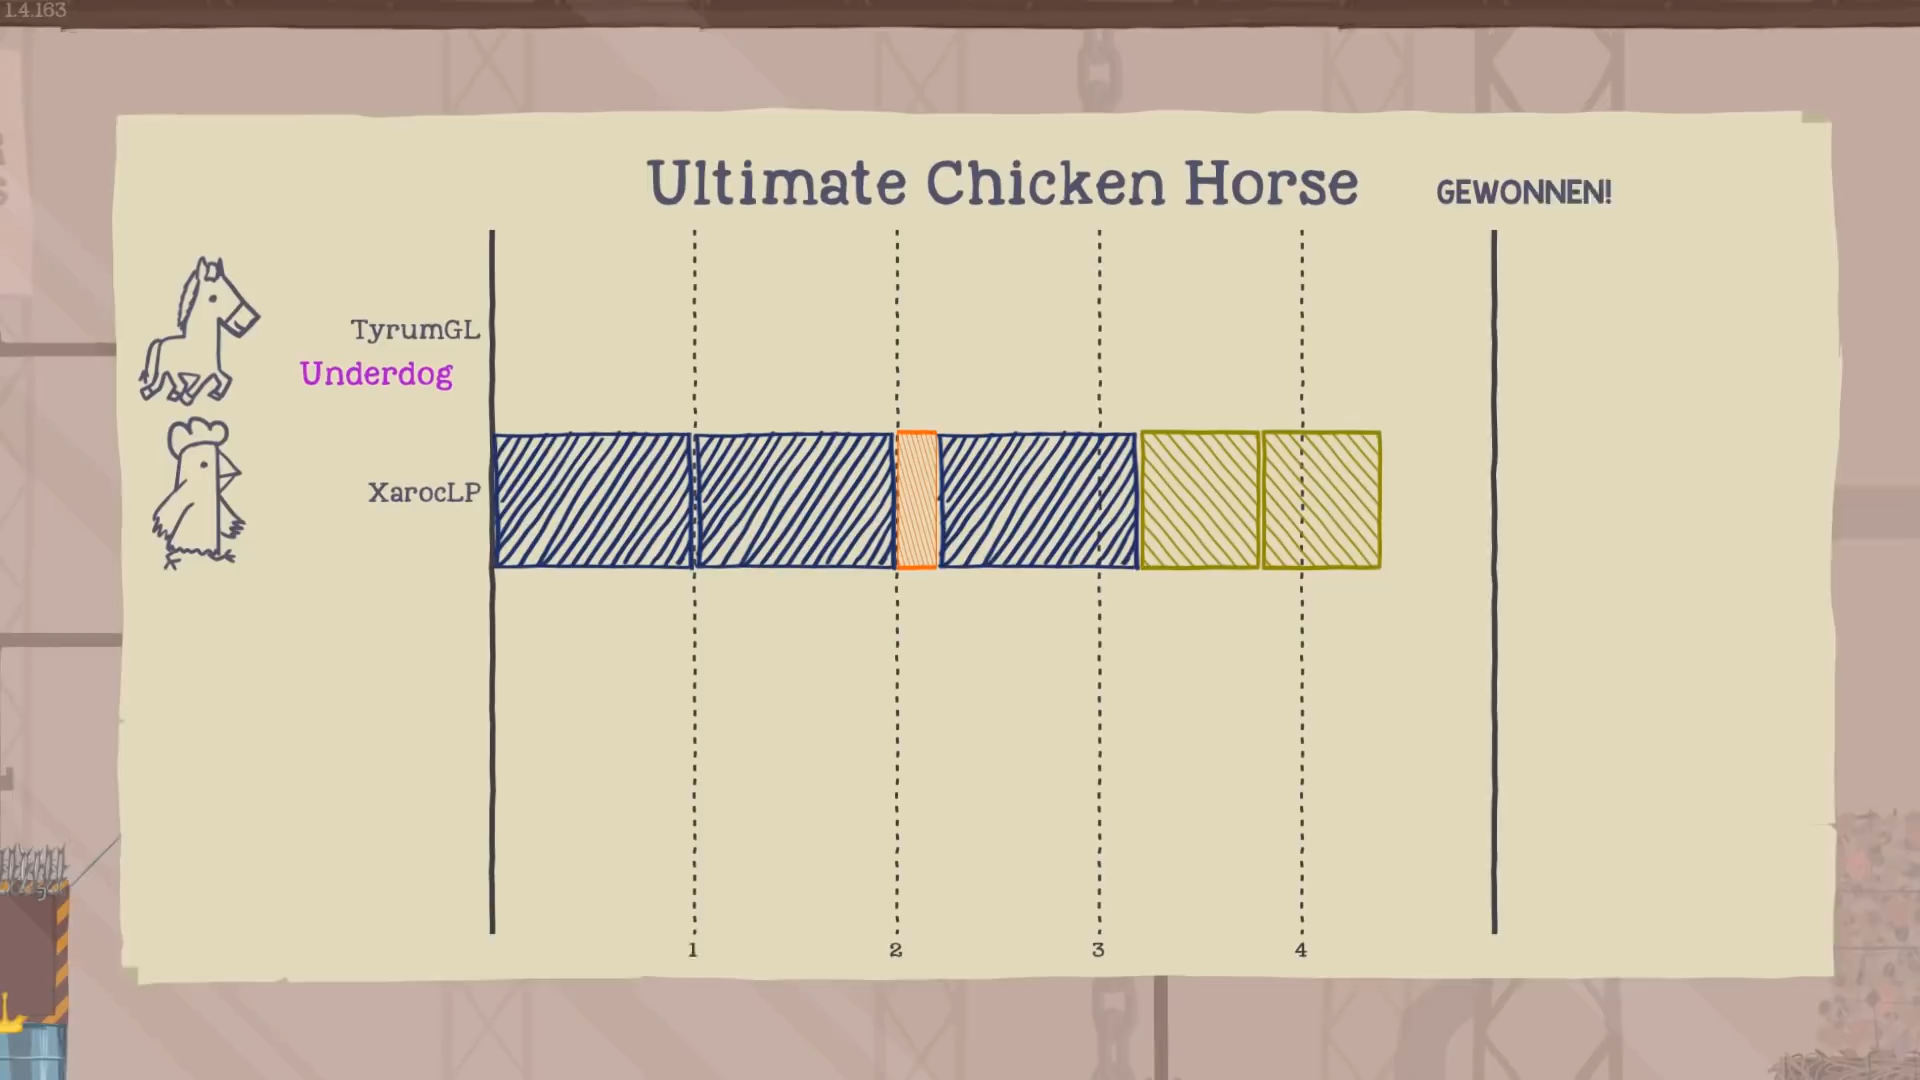 1.4.163
Ultimate Chicken Horse
GEWONNEN!
TyrumGL
Underdog
XarocLP
1 2 3 4